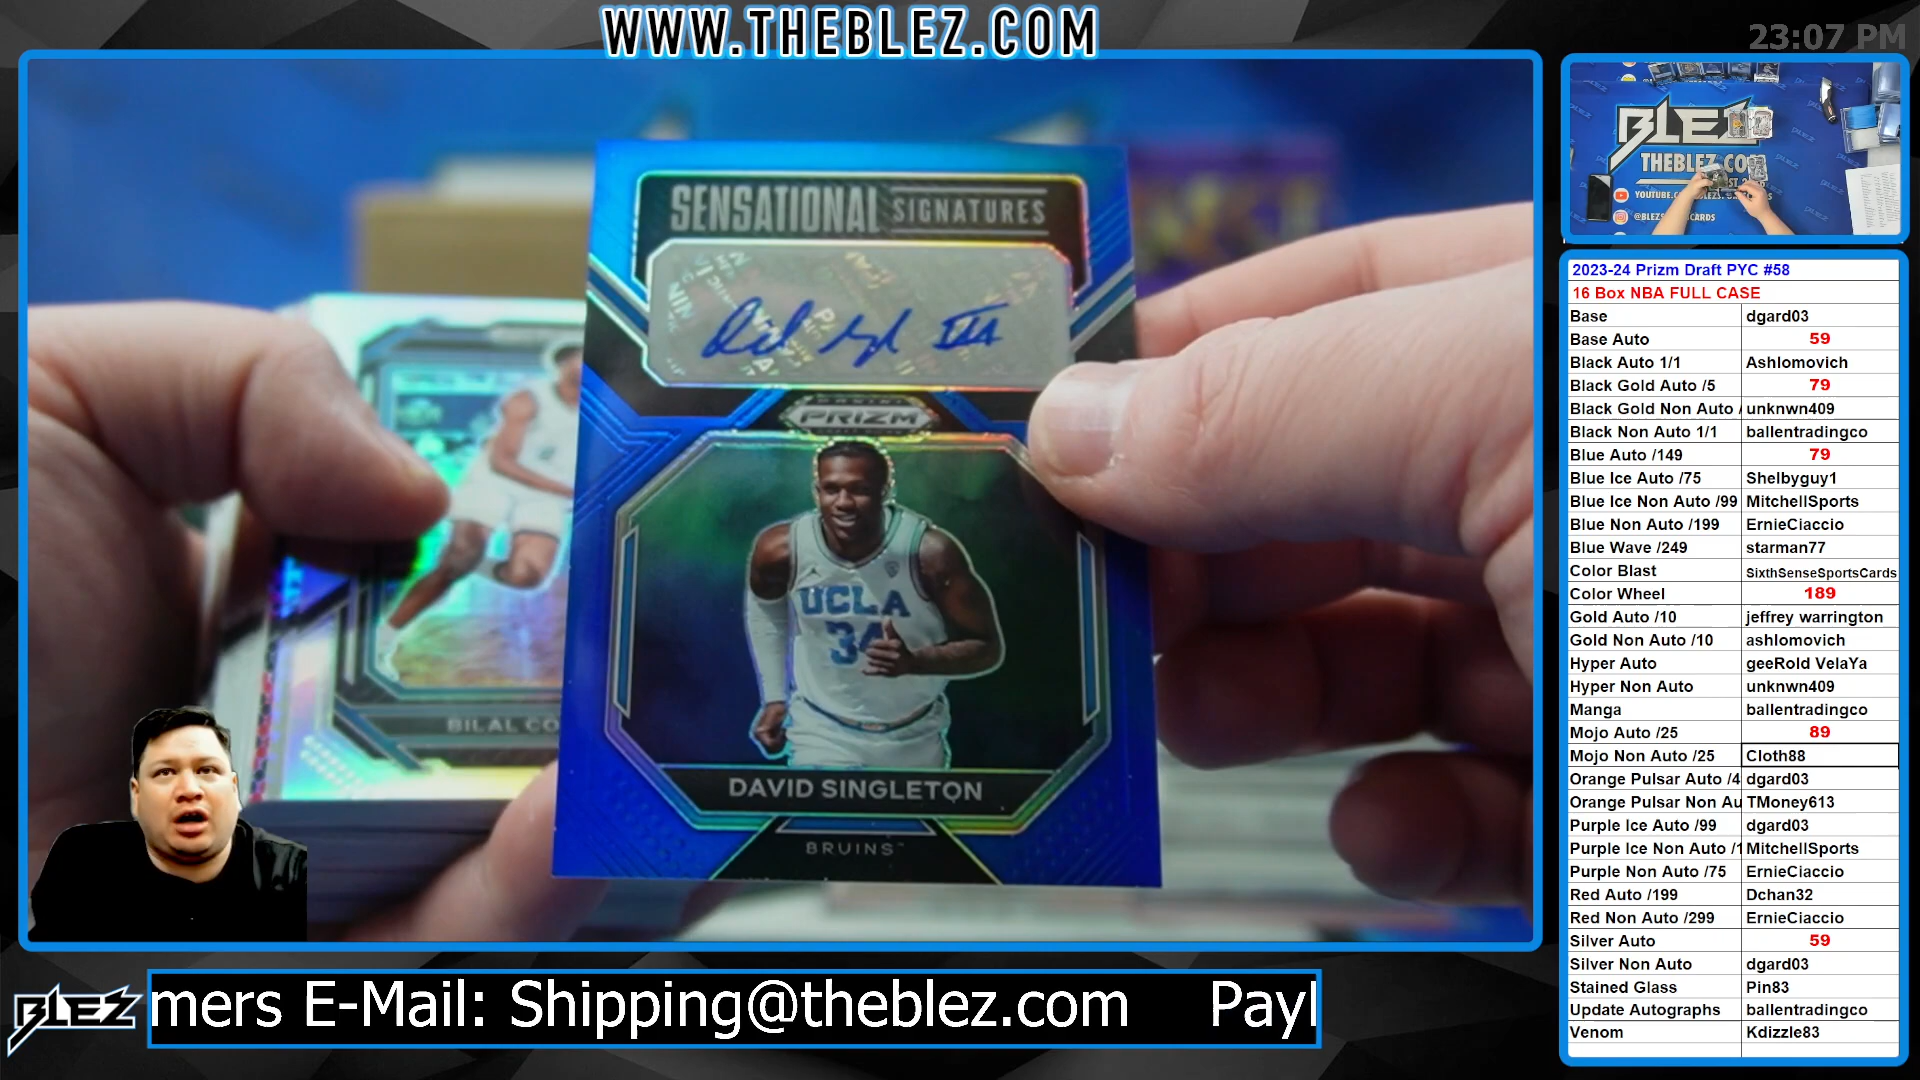 WWW.THEBLEZ.COM
23:07 PM
SENSATIONAL SIGNATURES
PANINI
PRIZM
UCLA
34
DAVID SINGLETON
BRUINS
BILAL CO
BLEZ
THEBLEZ.CO
2023-24 Prizm Draft PYC #58
16 Box NBA FULL CASE
Base dgard03
Base Auto 59
Black Auto 1/1 Ashlomovich
Black Gold Auto /5 79
Black Gold Non Auto / unknwn409
Black Non Auto 1/1 ballentradingco
Blue Auto /149 79
Blue Ice Auto /75 Shelbyguy1
Blue Ice Non Auto /99 MitchellSports
Blue Non Auto /199 ErnieCiaccio
Blue Wave /249 starman77
Color Blast SixthSenseSportsCards
Color Wheel 189
Gold Auto /10 jeffrey warrington
Gold Non Auto /10 ashlomovich
Hyper Auto geeRold VelaYa
Hyper Non Auto unknwn409
Manga ballentradingco
Mojo Auto /25 89
Mojo Non Auto /25 Cloth88
Orange Pulsar Auto /4 dgard03
Orange Pulsar Non Au TMoney613
Purple Ice Auto /99 dgard03
Purple Ice Non Auto /1 MitchellSports
Purple Non Auto /75 ErnieCiaccio
Red Auto /199 Dchan32
Red Non Auto /299 ErnieCiaccio
Silver Auto 59
Silver Non Auto dgard03
Stained Glass Pin83
Update Autographs ballentradingco
Venom Kdizzle83
BLEZ
mers E-Mail: Shipping@theblez.com Payl